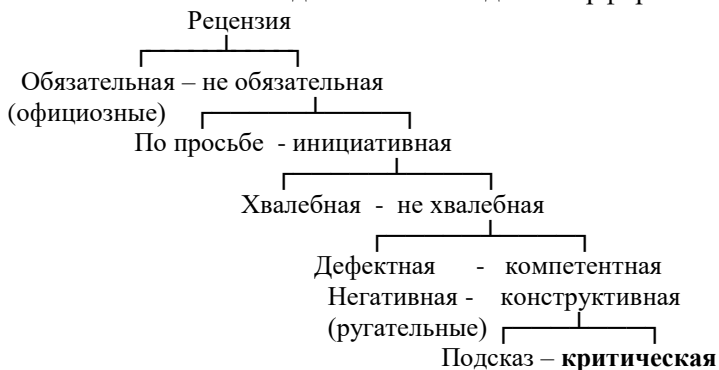 Рецензия
Обязательная – не обязательная
(официозные)
По просьбе - инициативная
Хвалебная - не хвалебная
Дефектная - компетентная
Негативная - конструктивная
(ругательные)
Подсказ – критическая